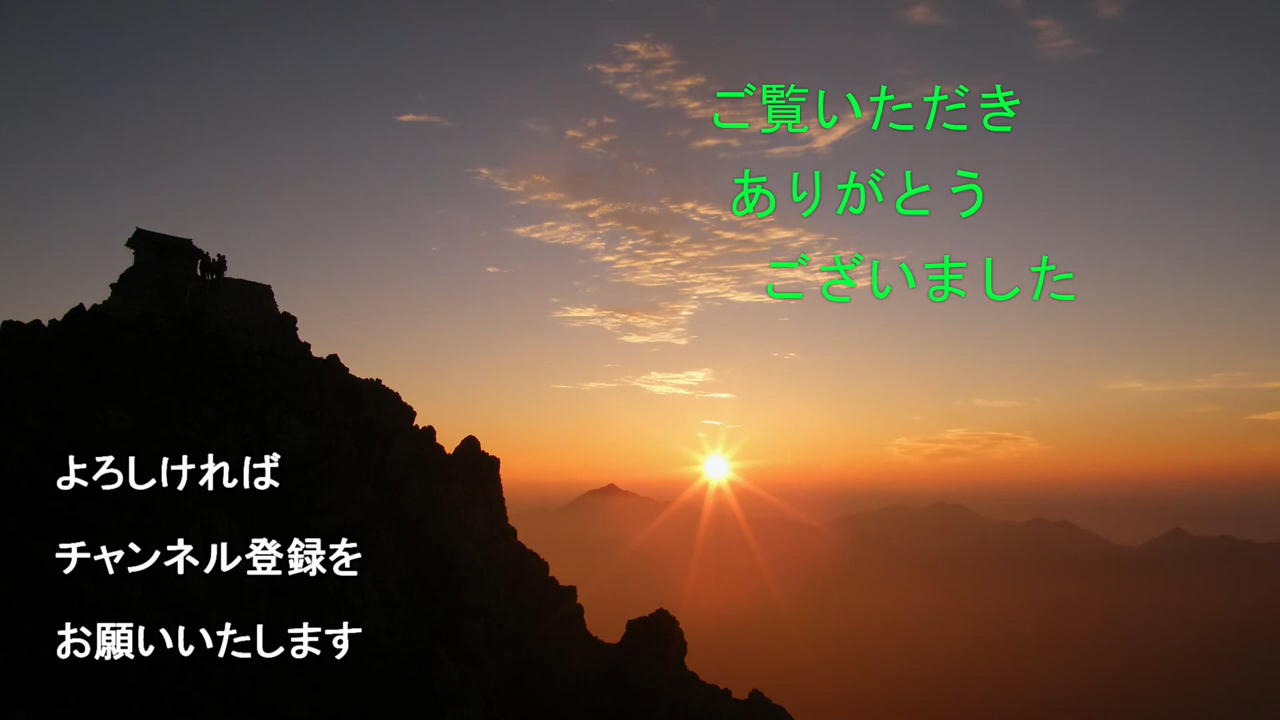 ご覧いただき
ありがとう
ございました
よろしければ
チャンネル登録を
お願いいたします